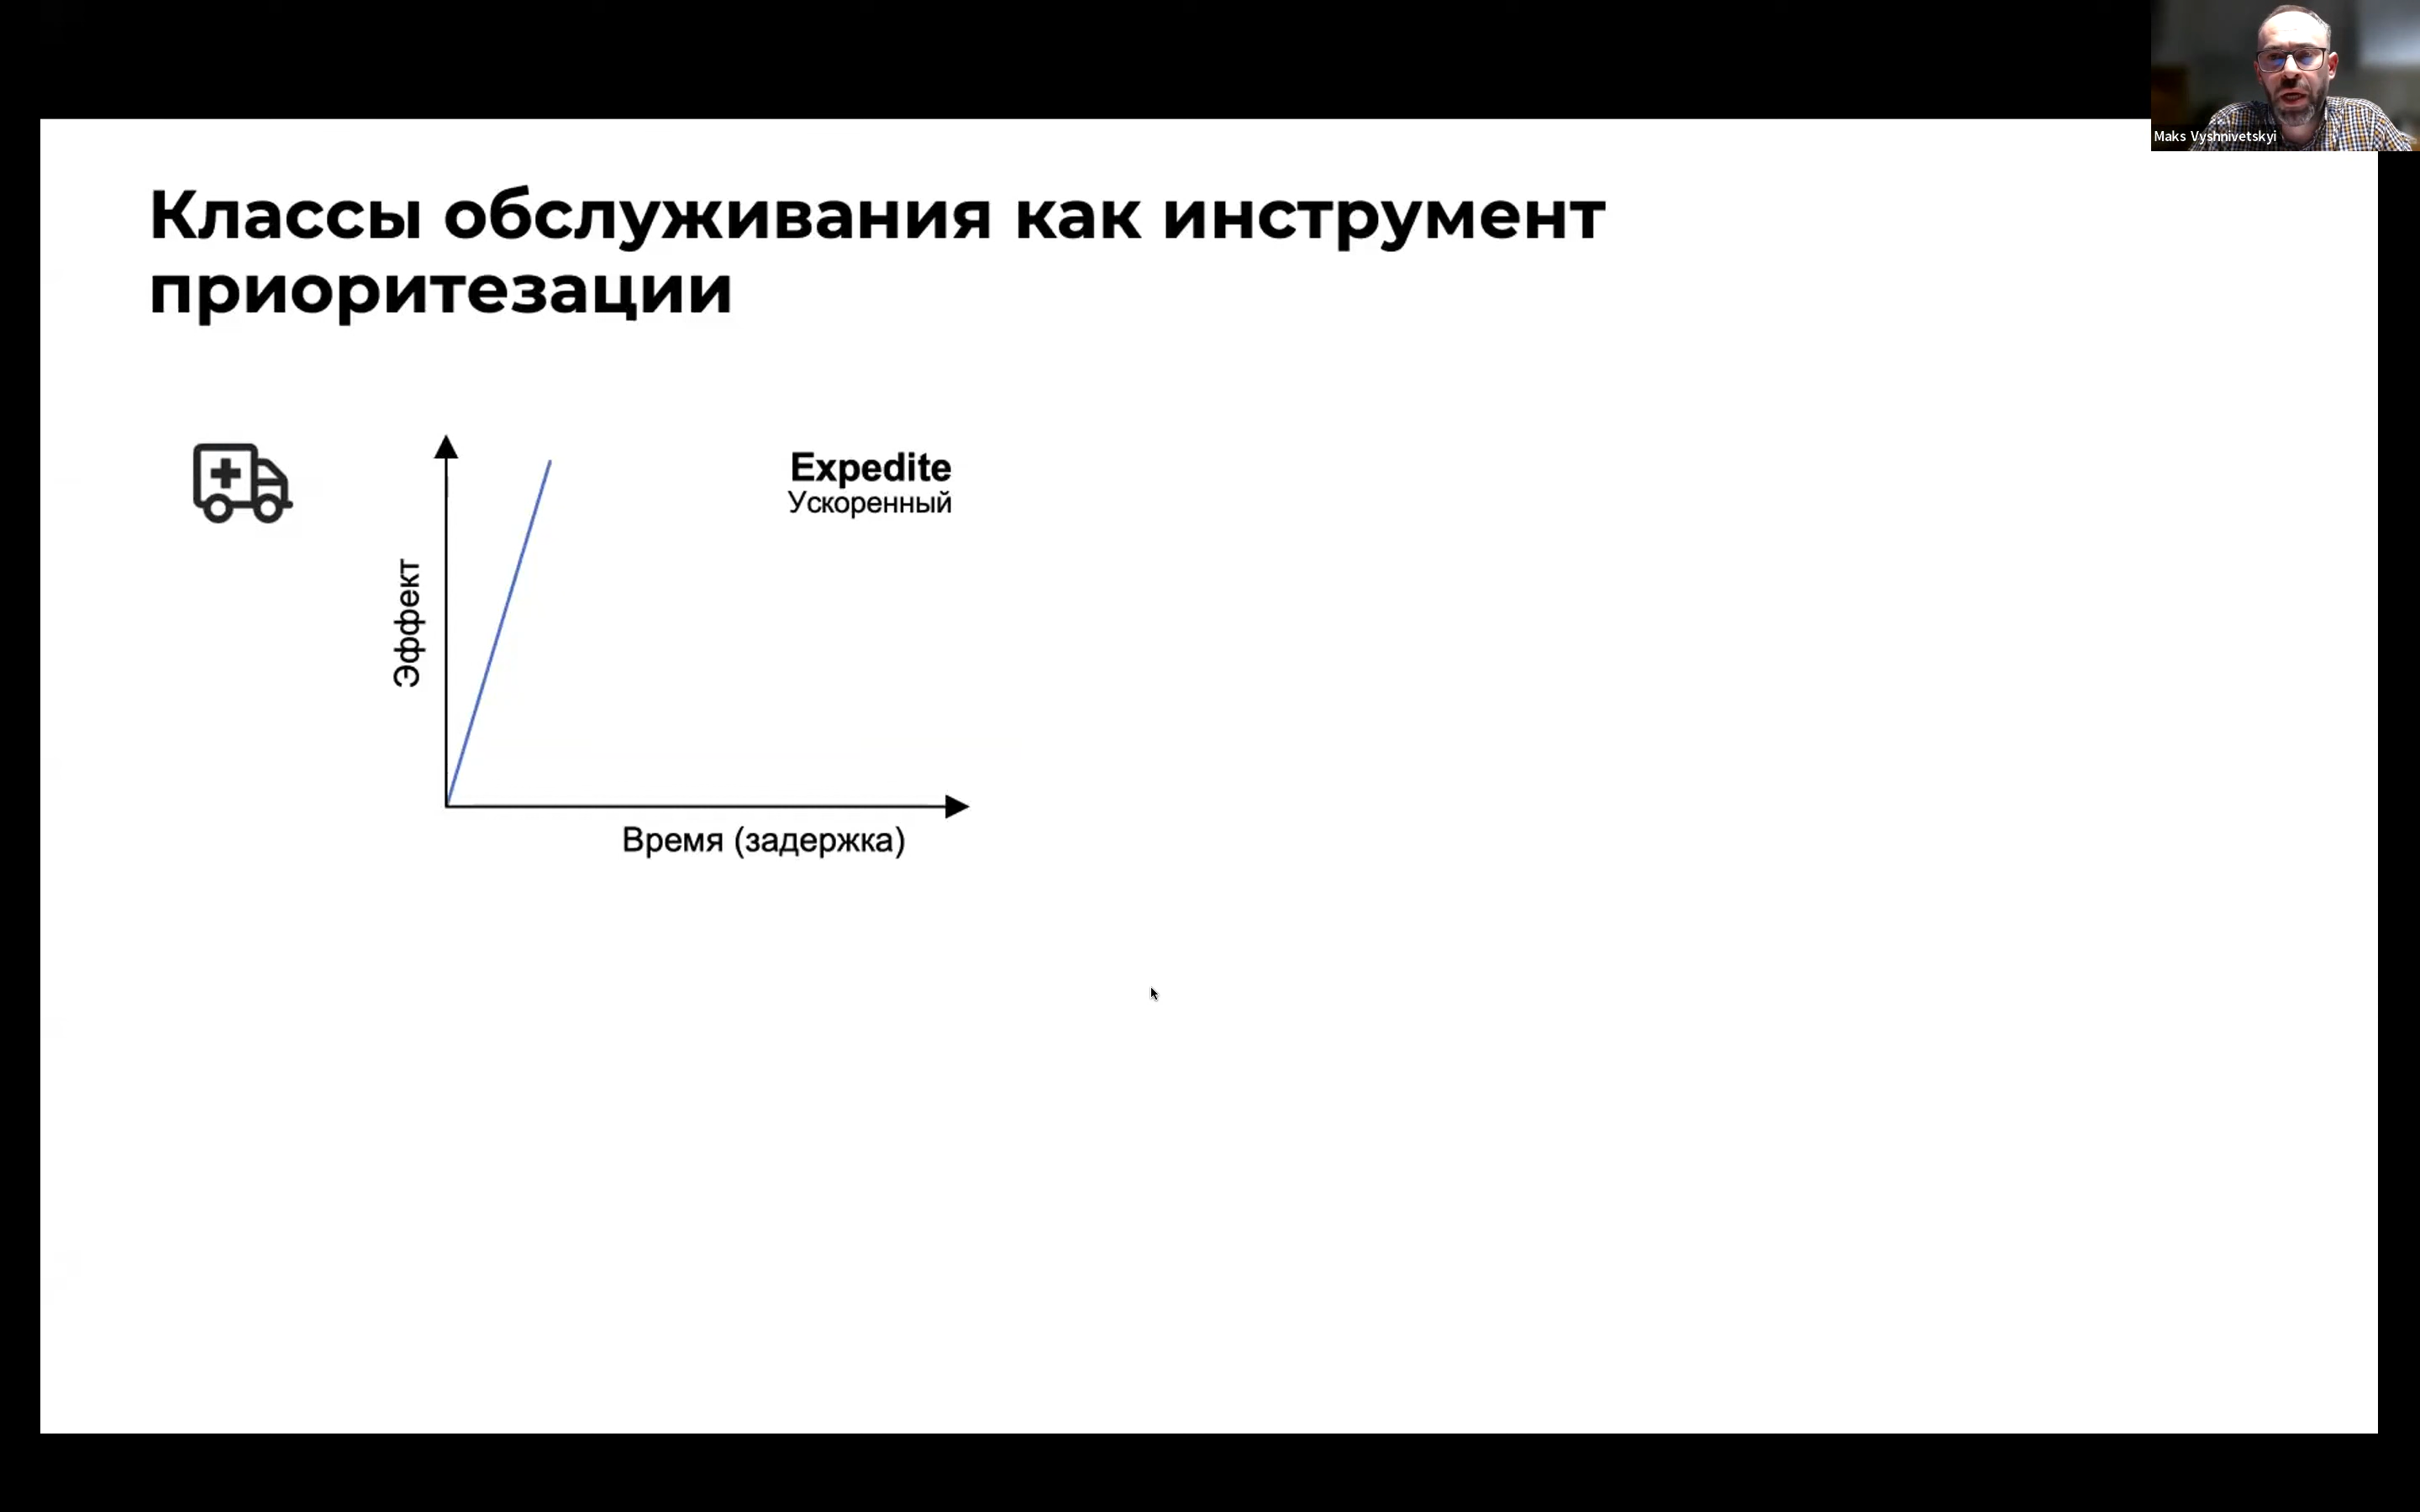 Maks Vyshnivetskyi
Классы обслуживания как инструмент
приоритезации
Expedite
Ускоренный
Эффект
Время (задержка)